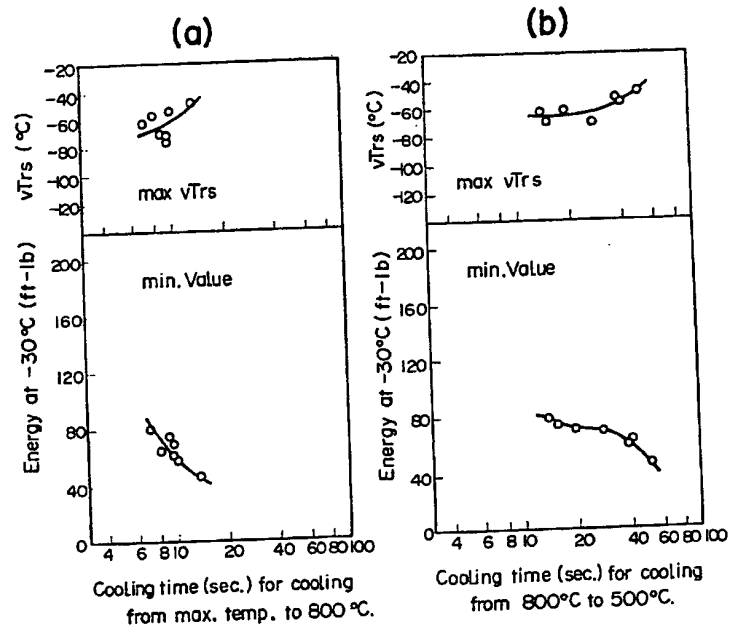 (a)
(b)
-20
-40
-60
-80
-100
-120
vTrs (°C)
max vTrs
-20
-40
-60
-80
-100
-120
vTrs (°C)
max vTrs
200
160
120
80
40
0
Energy at -30°C (ft-lb)
min. Value
4 6 8 10 20 40 60 80 100
Cooling time (sec.) for cooling
from max. temp. to 800°C.
200
160
120
80
40
0
Energy at -30°C (ft-lb)
min. Value
4 6 8 10 20 40 60 80 100
Cooling time (sec.) for cooling
from 800°C to 500°C.